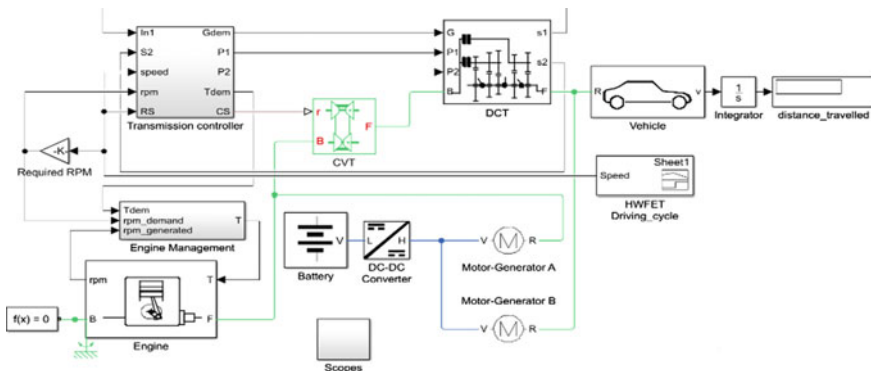 In1
S2
speed
rpm
RS
Gdem
P1
P2
Tdem
CS
Transmission controller
G
P1
P2
B
s1
s2
F
DCT
r
B
F
CVT
R
v
Vehicle
1
s
Integrator
distance_travelled
-K-
Required RPM
Sheet1
Speed
HWFET
Driving_cycle
Tdem
rpm_demand
rpm_generated
T
Engine Management
V
Battery
L
H
DC-DC
Converter
V
M
R
Motor-Generator A
Motor-Generator B
V
M
R
rpm
T
B
F
Engine
f(x) = 0
Scopes